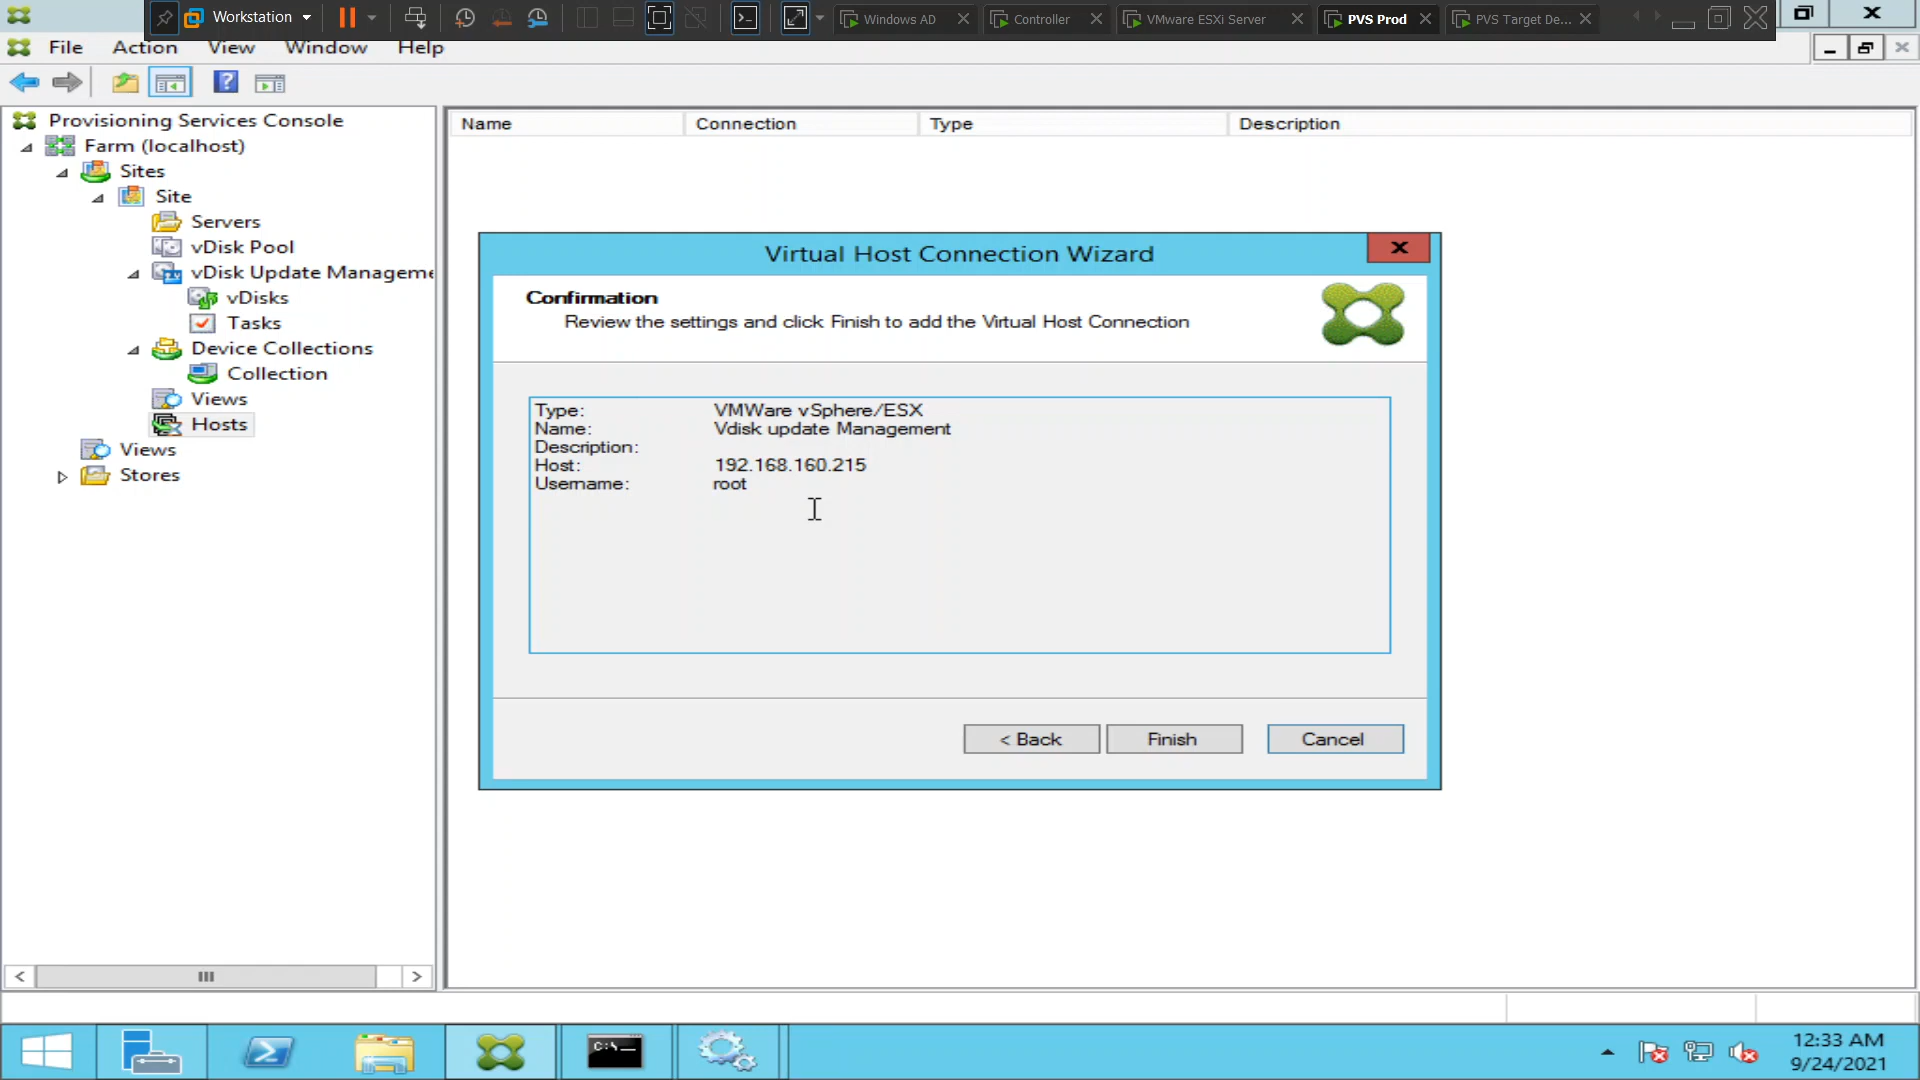 Workstation
Windows AD
Controller
VMware ESXi Server
PVS Prod
PVS Target De...
File Action View Window Help
Provisioning Services Console
Farm (localhost)
Sites
Site
Servers
vDisk Pool
vDisk Update Manageme
vDisks
Tasks
Device Collections
Collection
Views
Hosts
Views
Stores
Name Connection Type Description
Virtual Host Connection Wizard
Confirmation
Review the settings and click Finish to add the Virtual Host Connection
Type: VMWare vSphere/ESX
Name: Vdisk update Management
Description:
Host: 192.168.160.215
Username: root
< Back Finish Cancel
C:\
12:33 AM
9/24/2021